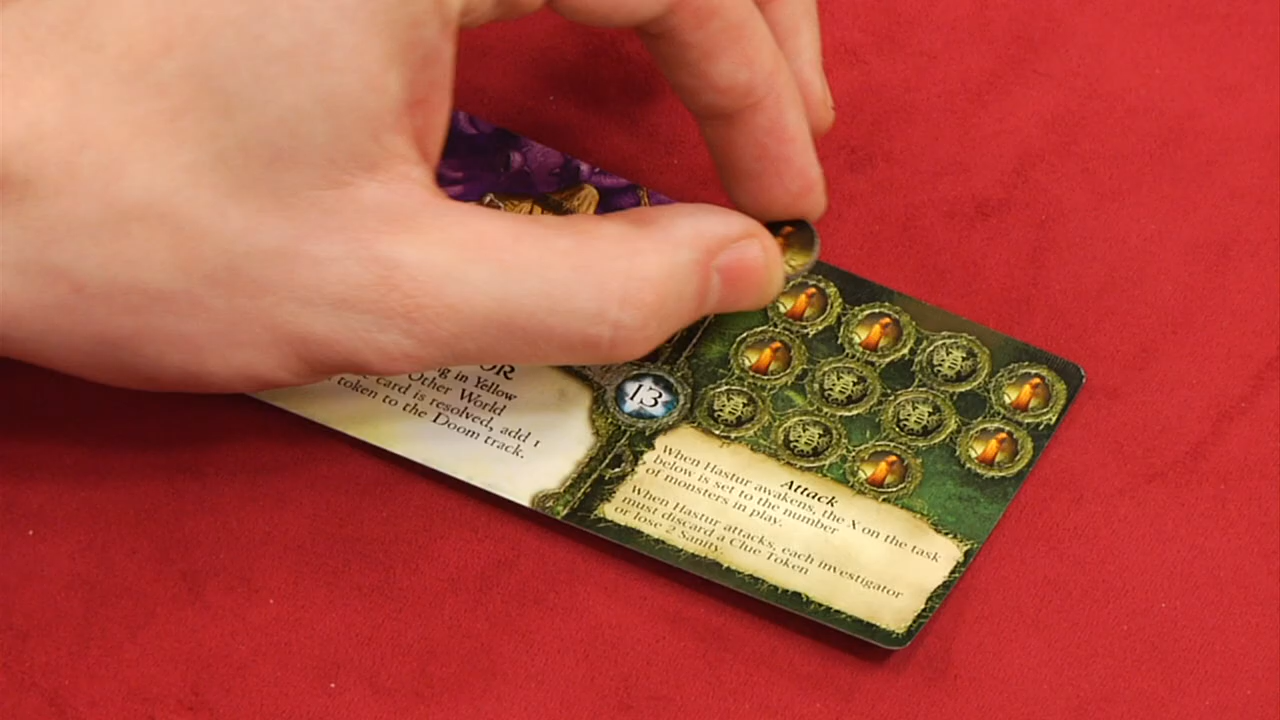 OR
g in Yellow
Other World
card is resolved, add 1
token to the Doom track.
13
Attack
When Hastur awakens, the X on the task
below is set to the number
of monsters in play.
When Hastur attacks, each investigator
must discard a Clue Token
or lose 2 Sanity.